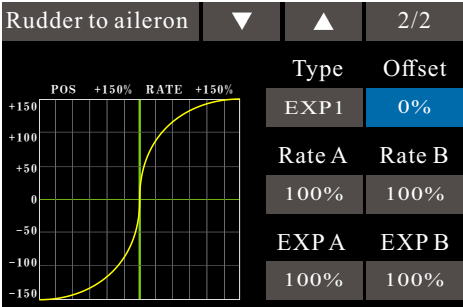 Rudder to aileron ▼ ▲ 2/2
Type Offset
POS +150% RATE +150%
EXP1 0%
+150
+100
+50
0
-50
-100
-150
Rate A Rate B
100% 100%
EXP A EXP B
100% 100%